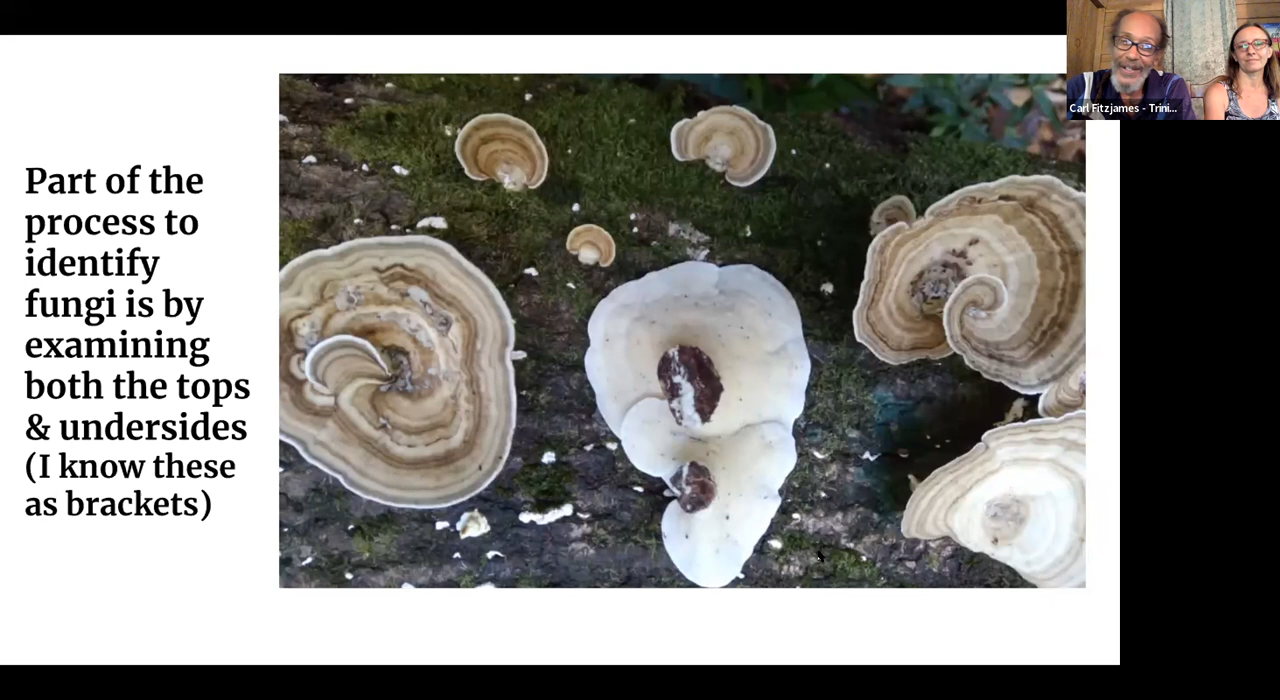 Part of the
process to
identify
fungi is by
examining
both the tops
& undersides
(I know these
as brackets)
Carl Fitzjames - Trini...